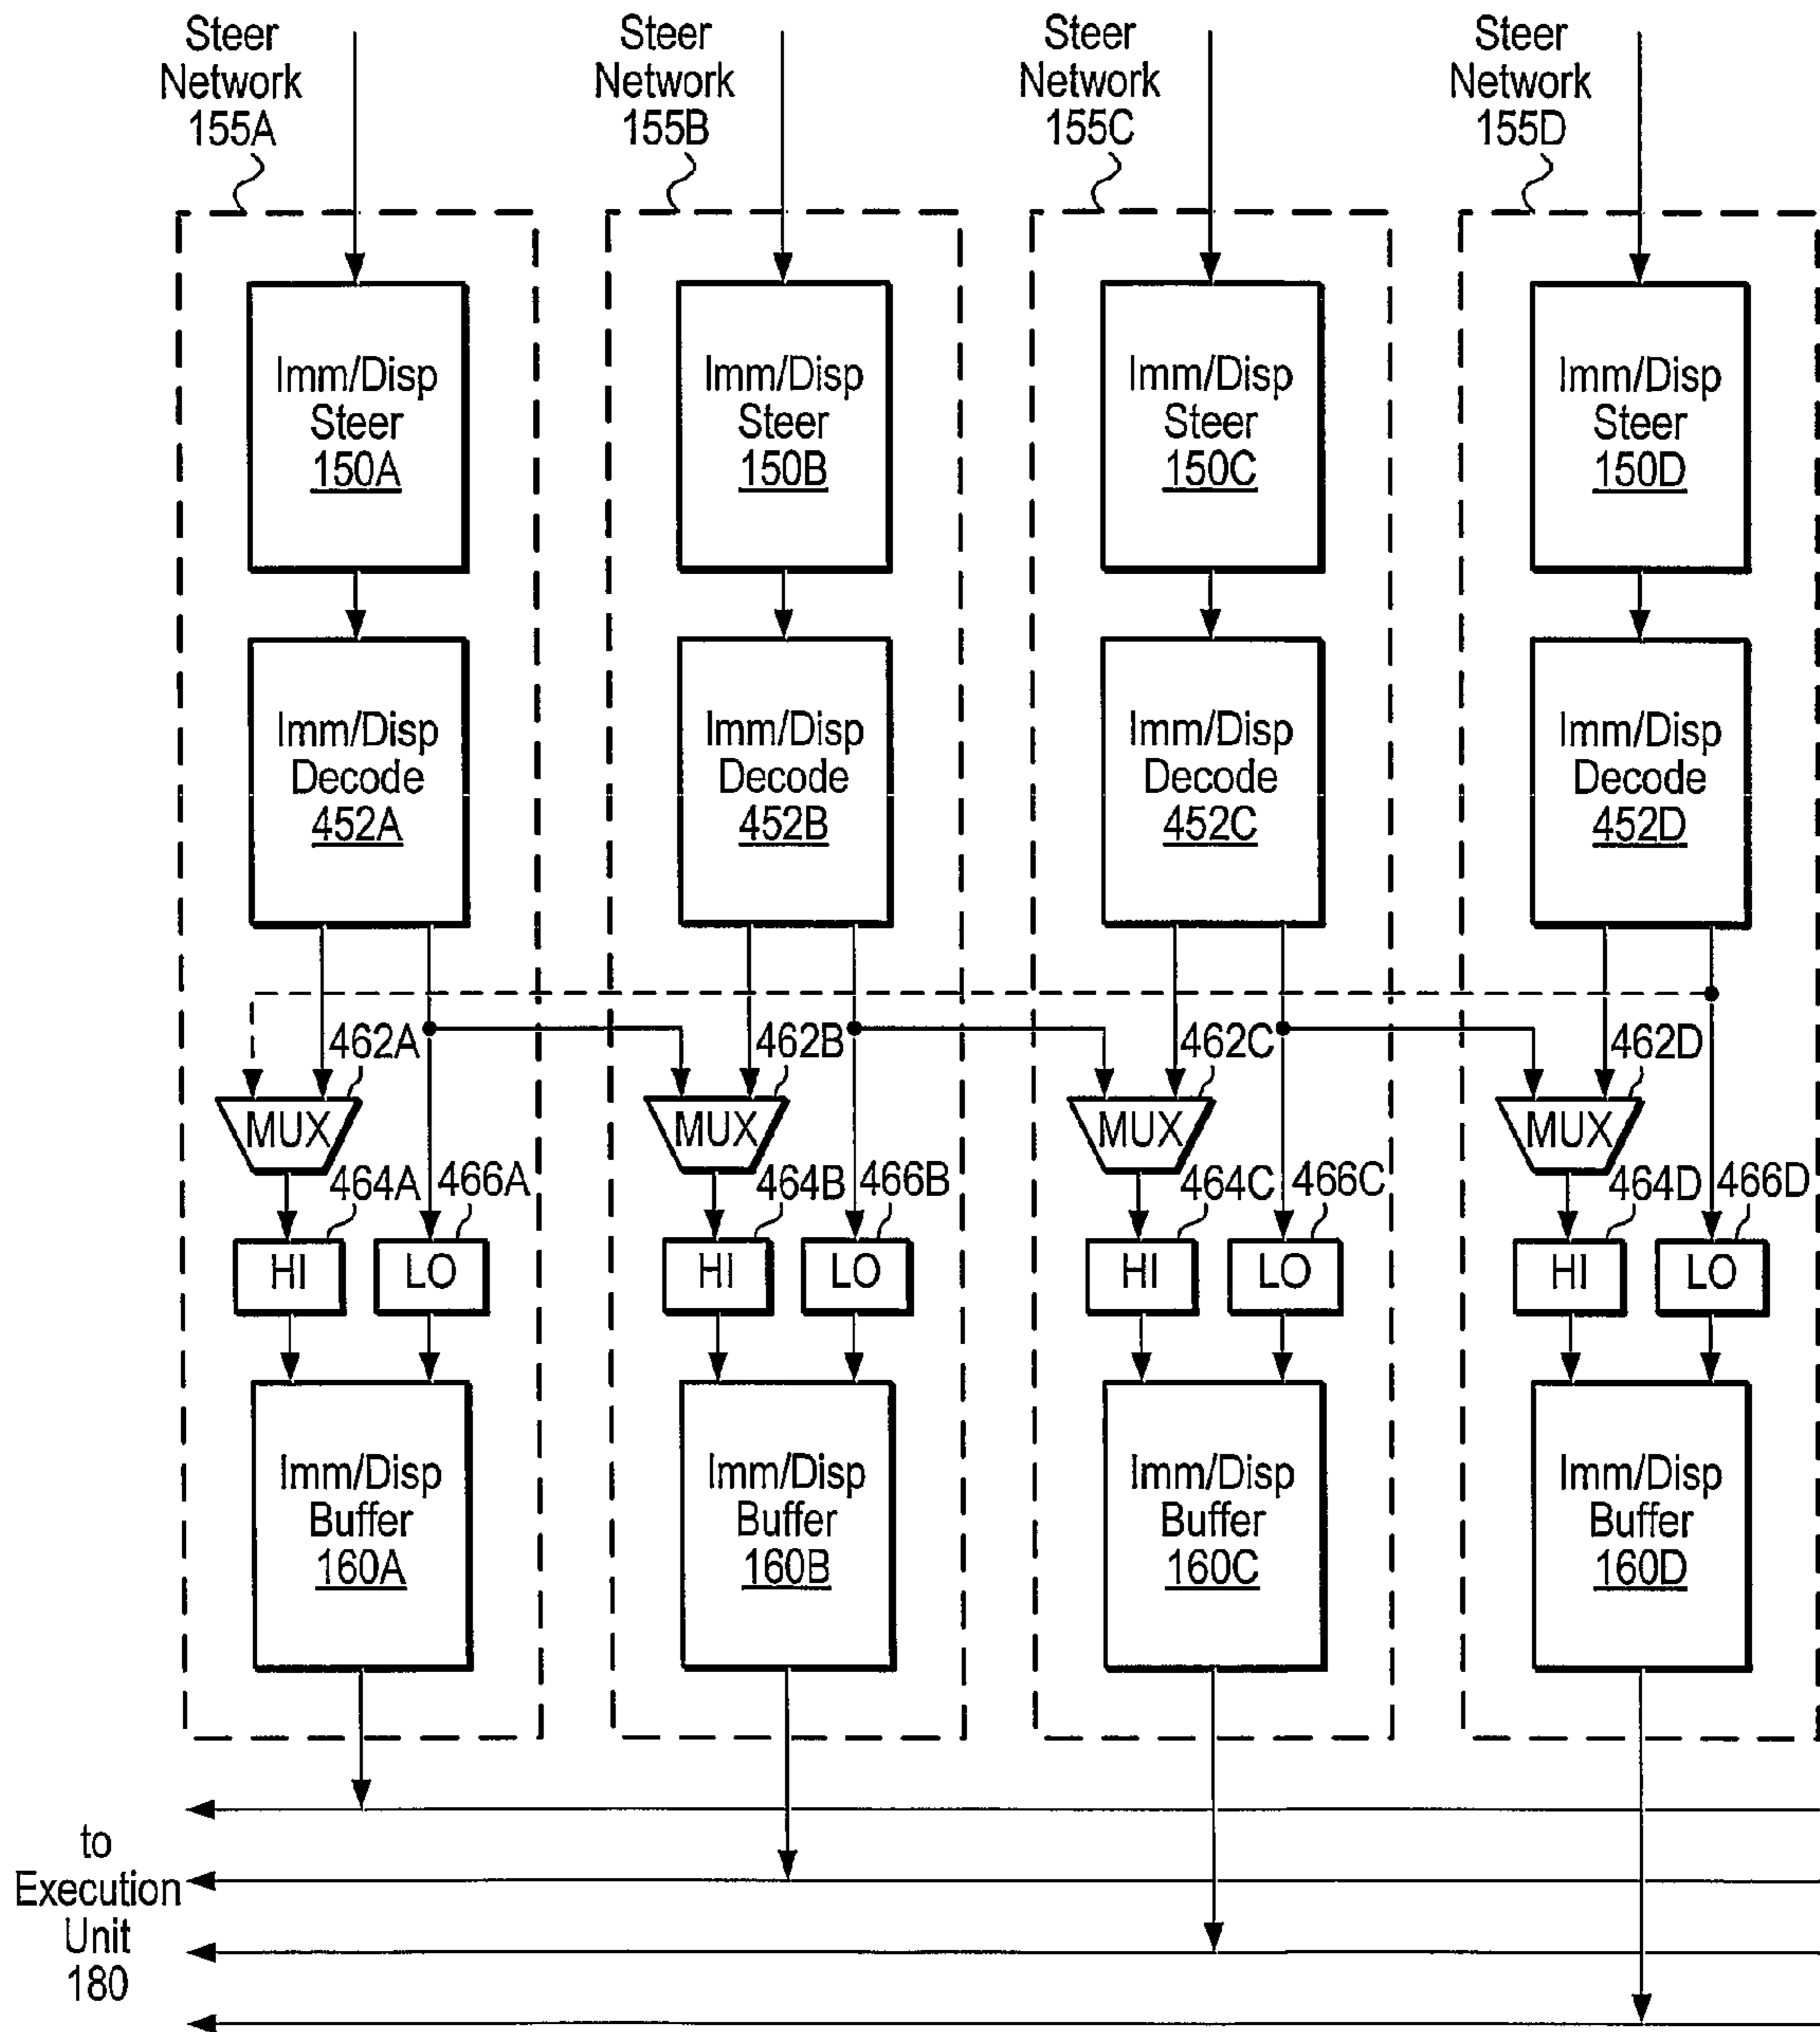 Steer
Network
155A
Steer
Network
155B
Steer
Network
155C
Steer
Network
155D
Imm/Disp
Steer
150A
Imm/Disp
Steer
150B
Imm/Disp
Steer
150C
Imm/Disp
Steer
150D
Imm/Disp
Decode
452A
Imm/Disp
Decode
452B
Imm/Disp
Decode
452C
Imm/Disp
Decode
452D
462A
462B
462C
462D
MUX
MUX
MUX
MUX
464A
466A
464B
466B
464C
466C
464D
466D
HI
LO
HI
LO
HI
LO
HI
LO
Imm/Disp
Buffer
160A
Imm/Disp
Buffer
160B
Imm/Disp
Buffer
160C
Imm/Disp
Buffer
160D
to
Execution
Unit
180